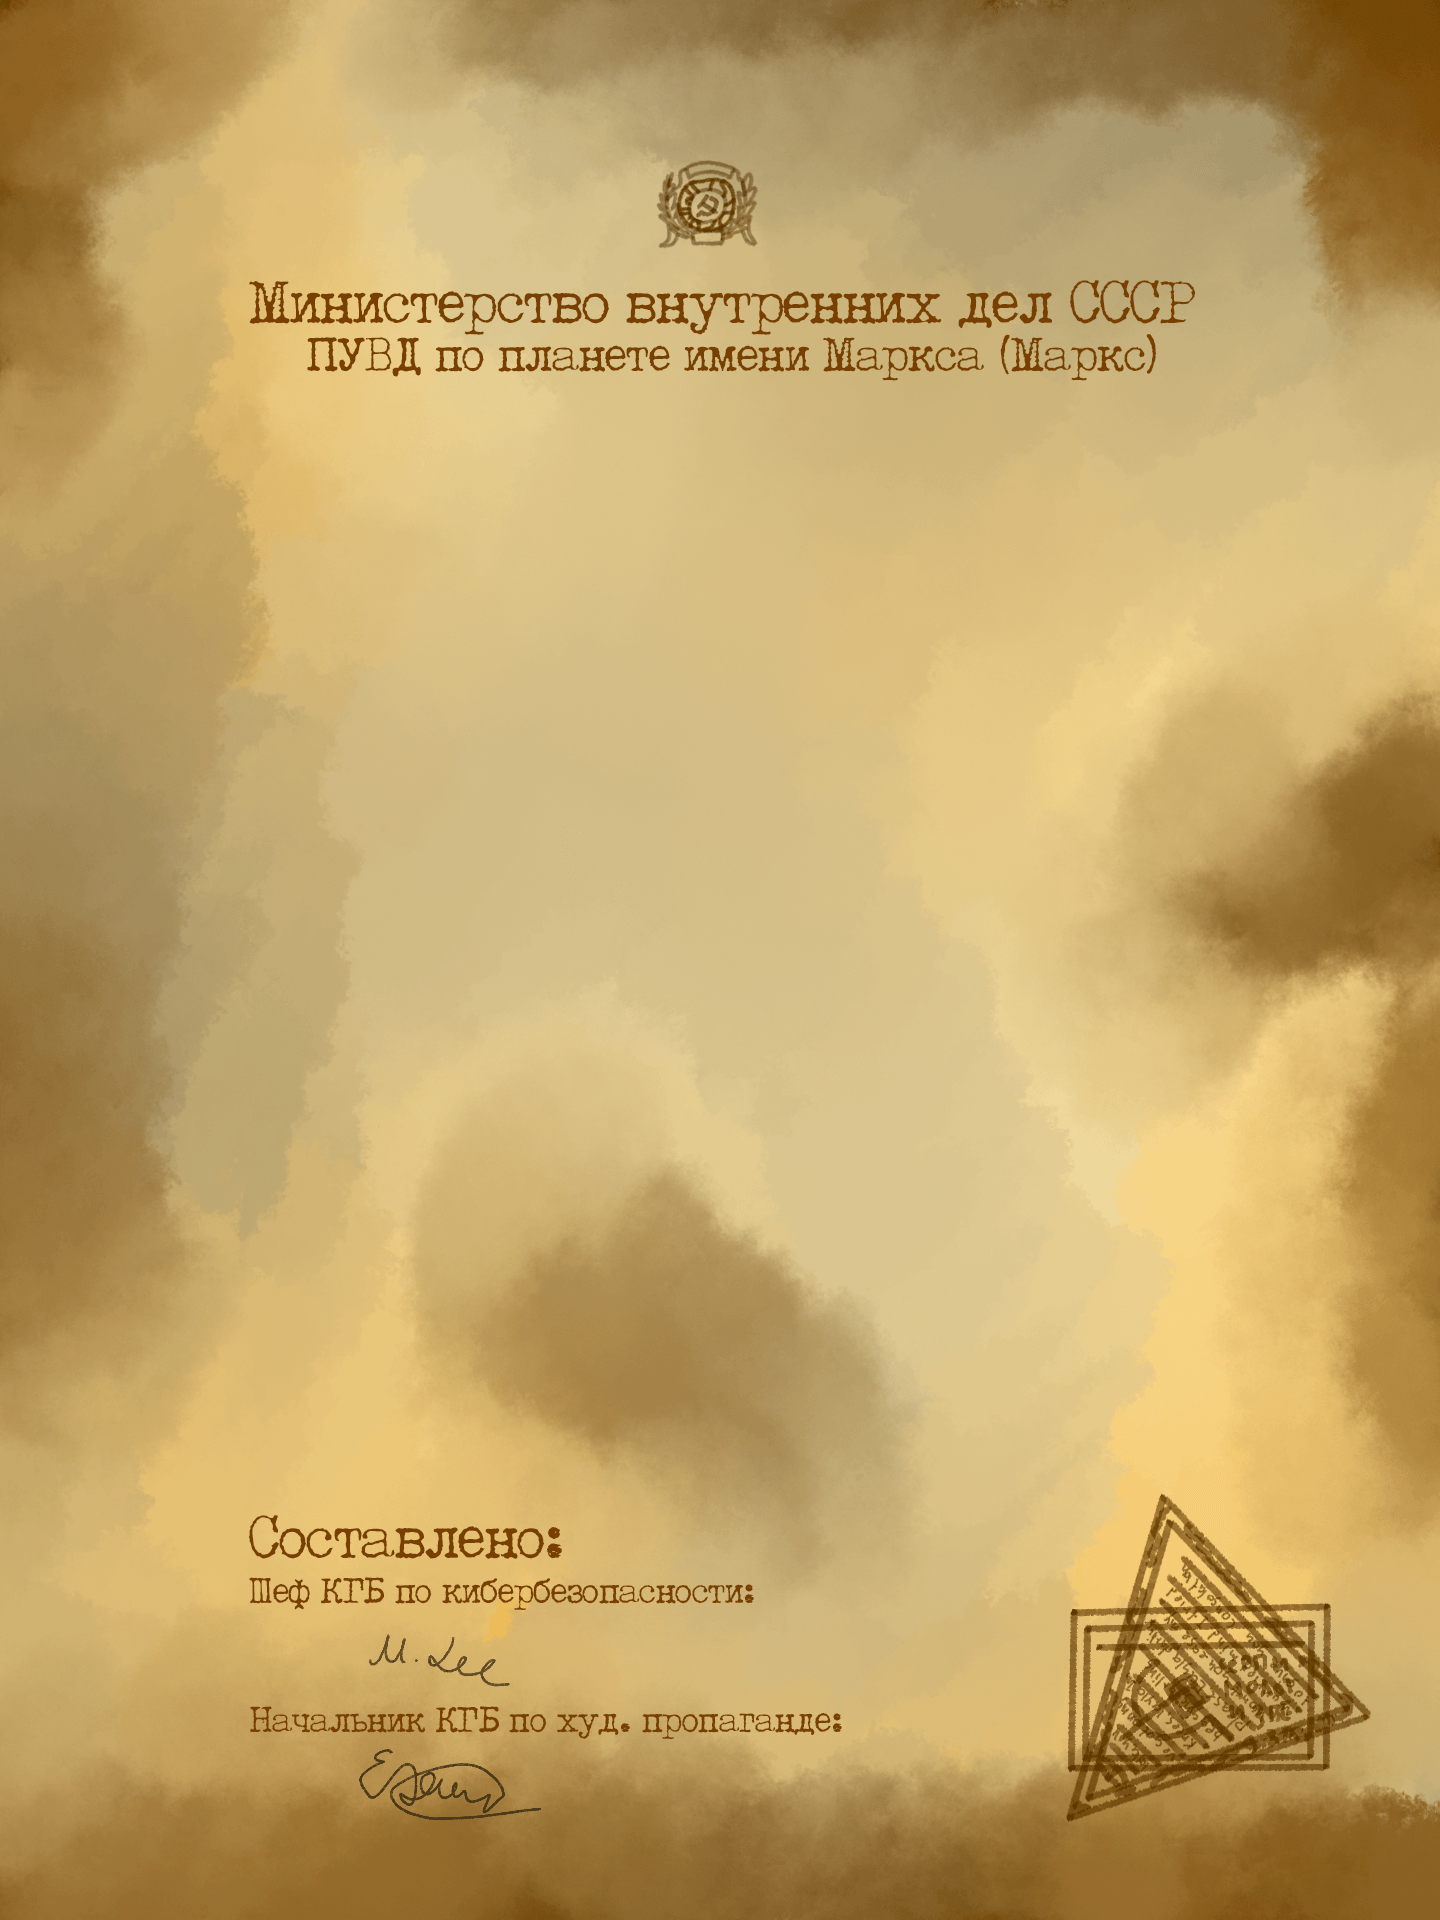 Министерство внутренних дел СССР
ПУВД по планете имени Маркса (Маркс)
Составлено:
Шеф КГБ по кибербезопасности:
M. Lee
Начальник КГБ по худ. пропаганде: